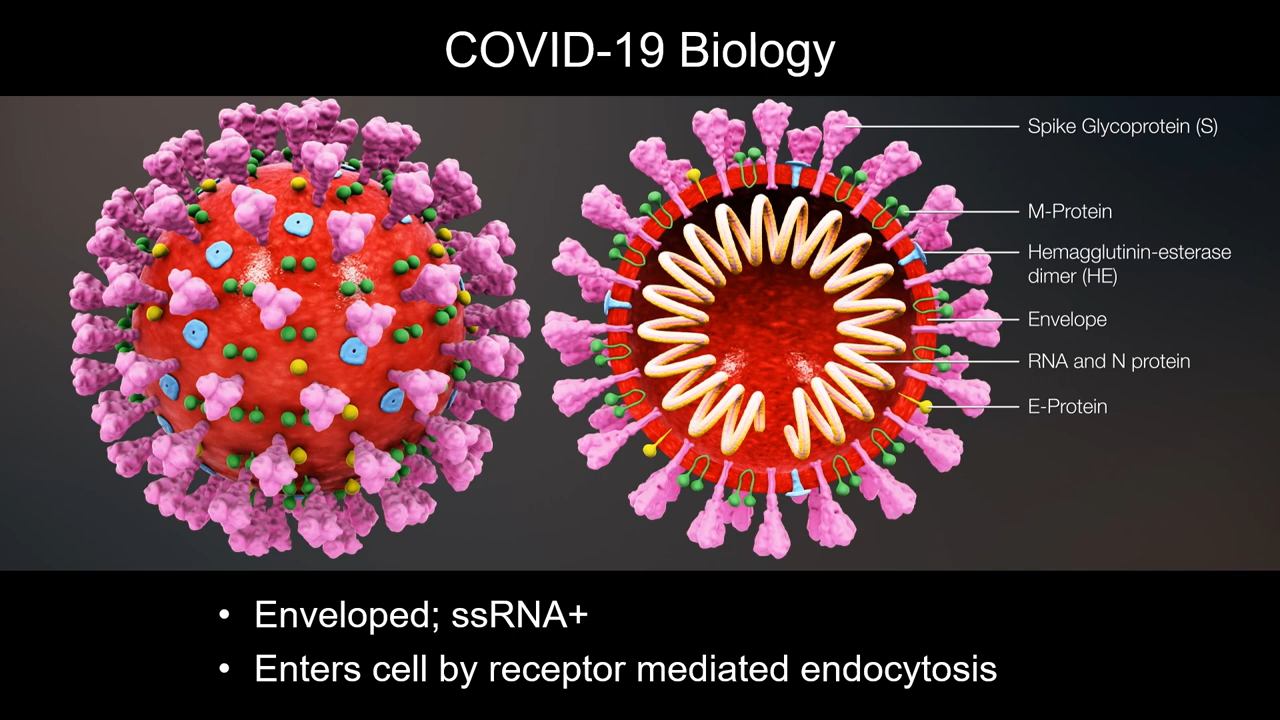 COVID-19 Biology
Spike Glycoprotein (S)
M-Protein
Hemagglutinin-esterase
dimer (HE)
Envelope
RNA and N protein
E-Protein
• Enveloped; ssRNA+
• Enters cell by receptor mediated endocytosis